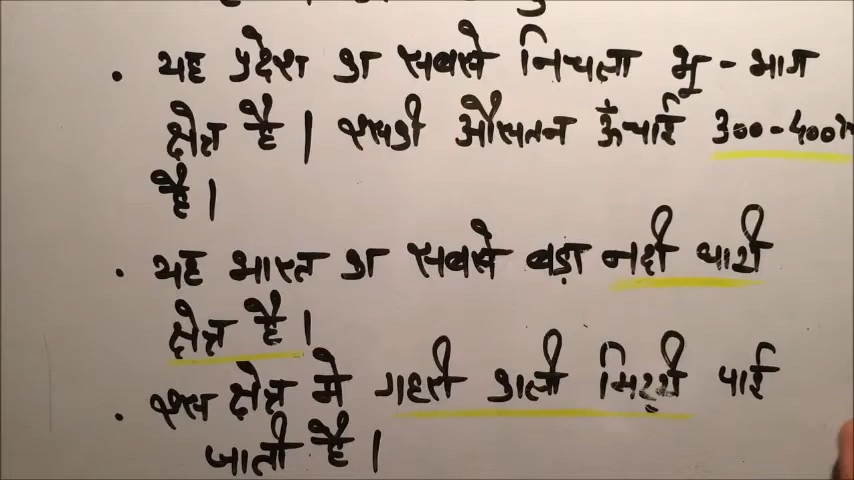 यह प्रदेश का सबसे निचला भू - भाग
क्षेत्र है। इसकी औसतन ऊँचाई 300-400
है।
यह भारत का सबसे बड़ा नदी घाटी
क्षेत्र है।
इस क्षेत्र मे गहरी काली मिट्टी पाई
जाती है।